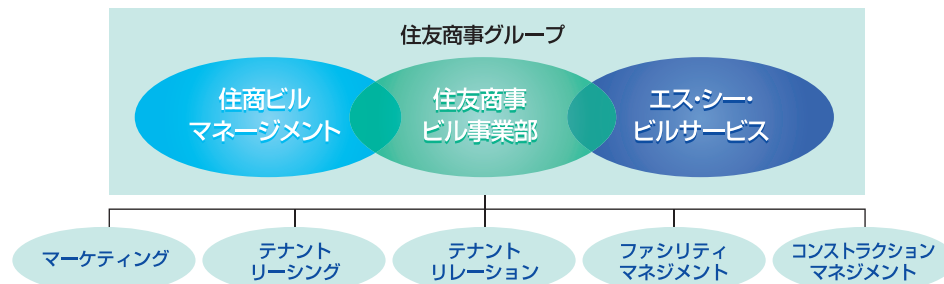 住友商事グループ
住商ビル
マネージメント
住友商事
ビル事業部
エス・シー・
ビルサービス
マーケティング
テナント
リーシング
テナント
リレーション
ファシリティ
マネジメント
コンストラクション
マネジメント